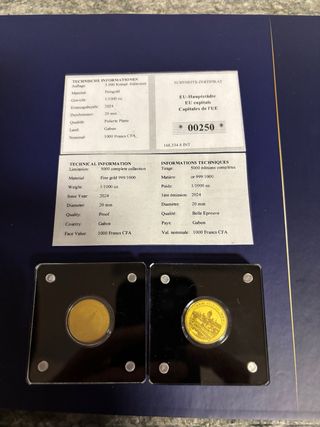 TECHNISCHE INFORMATIONEN
Auflage: 5.000 Komplett-Kollektionen
Material: Feingold
Gewicht: 1/1000 oz
Ausgabejahr: 2024
Durchmesser: 20 mm
Qualität: Polierte Platte
Land: Gabun
Nominal: 1000 Francs CFA
ECHTHEITS-ZERTIFIKAT
EU-Hauptstädte
EU capitals
Capitales de l'UE
* 00250 *
TECHNICAL INFORMATION
Limitation: 5000 complete collection
Material: Fine gold 999/1000
Weight: 1/1000 oz
Issue Year: 2024
Diameter: 20 mm
Quality: Proof
Country: Gabon
Face Value: 1000 Francs CFA
INFORMATIONS TECHNIQUES
Tirage: 5000 éditions complètes
Matière: or 999/1000
Poids: 1/1000 oz
1ère émission: 2024
Diamètre: 20 mm
Qualité: Belle Épreuve
Pays: Gabon
Val. nominale: 1000 Francs CFA